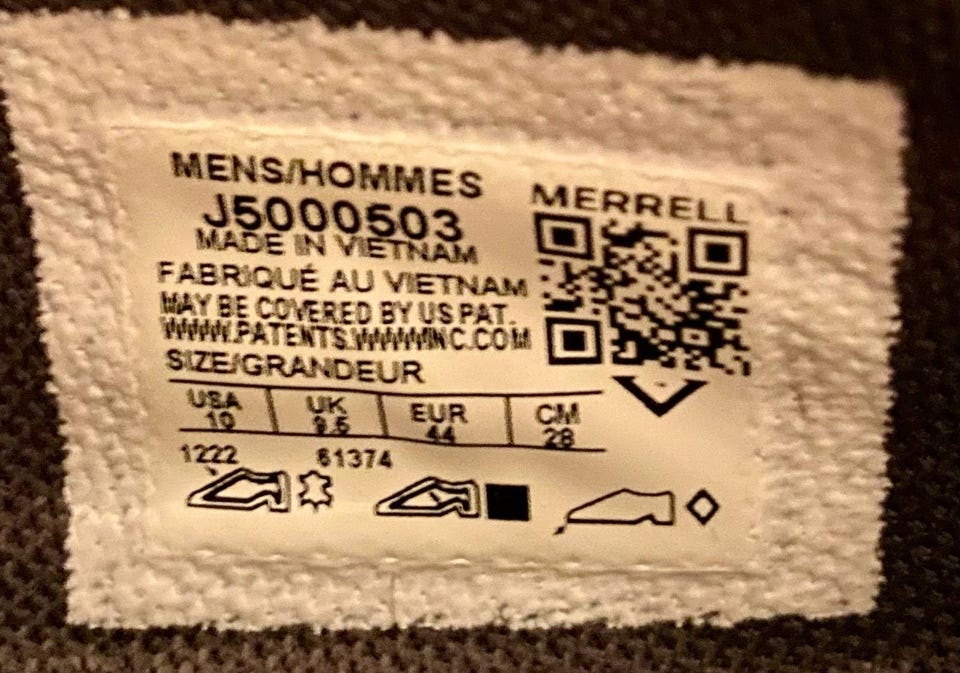 MENS/HOMMES
J5000503
MADE IN VIETNAM
FABRIQUÉ AU VIETNAM
MAY BE COVERED BY US PAT.
WWW.PATENTS.WWWINC.COM
SIZE/GRANDEUR
USA UK EUR CM
10 9.5 44 28
1222 61374
MERRELL